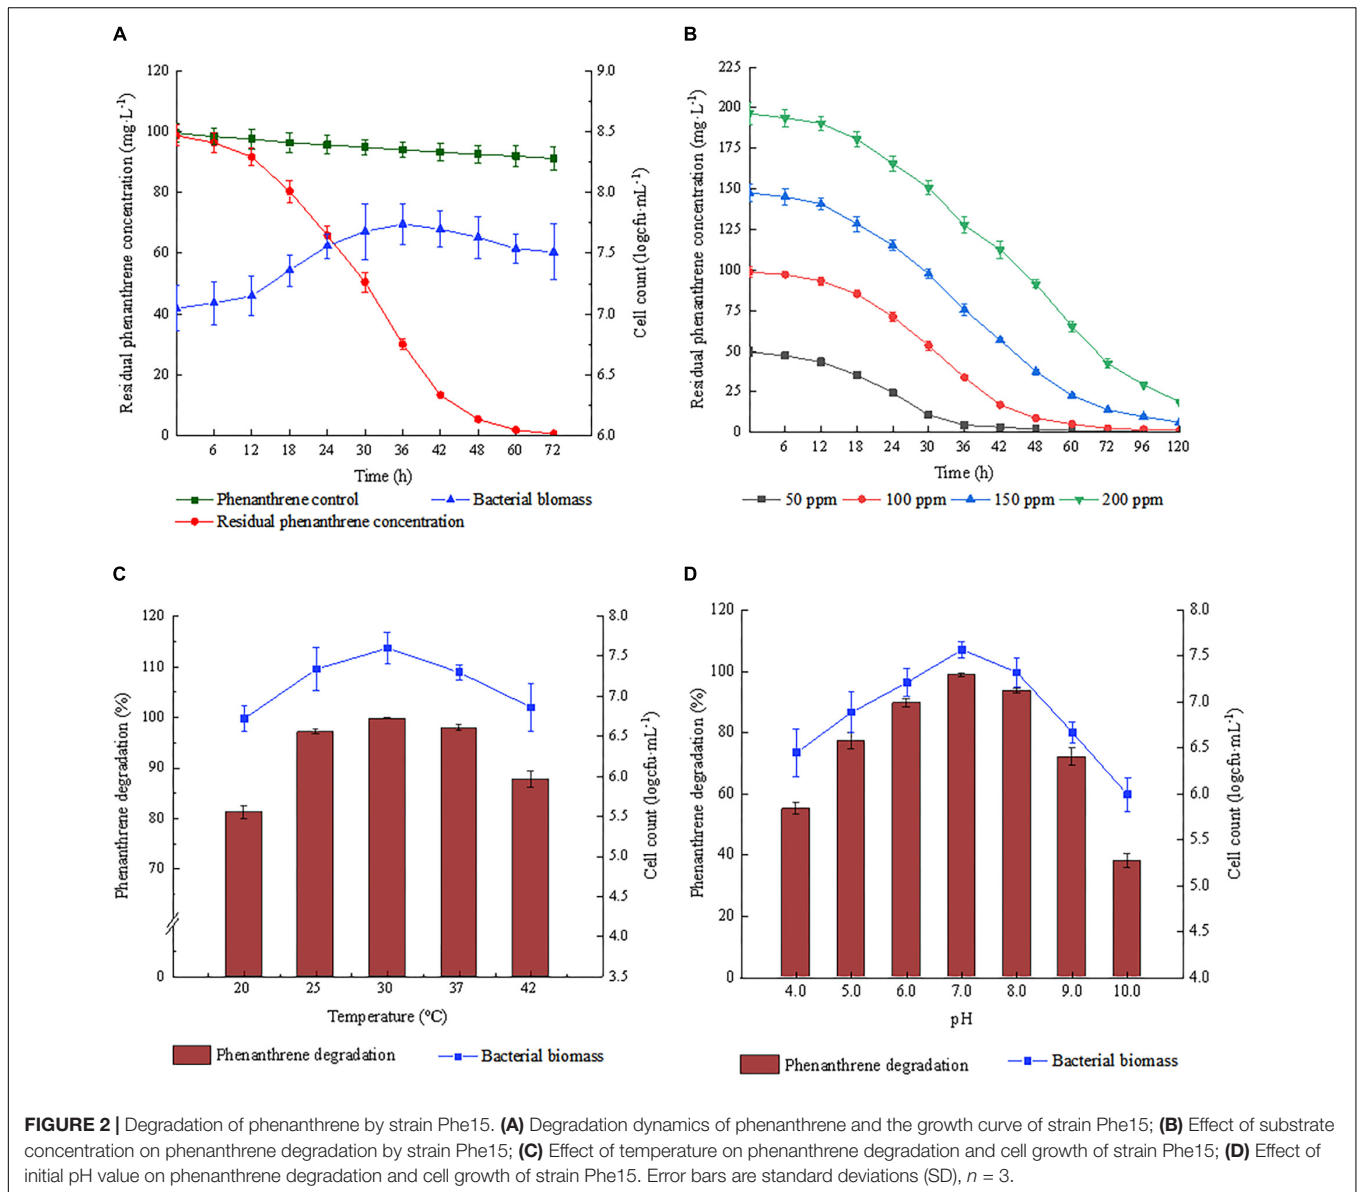 A
120
100
80
60
40
20
0
Residual phenanthrene concentration (mg·L⁻¹)
9.0
8.5
8.0
7.5
7.0
6.5
6.0
Cell count (logcfu·mL⁻¹)
6 12 18 24 30 36 42 48 60 72
Time (h)
Phenanthrene control
Bacterial biomass
Residual phenanthrene concentration
B
225
200
175
150
125
100
75
50
25
0
Residual phenanthrene concentration (mg·L⁻¹)
6 12 18 24 30 36 42 48 60 72 96 120
Time (h)
50 ppm 100 ppm 150 ppm 200 ppm
C
120
110
100
90
80
70
0
Phenanthrene degradation (%)
8.0
7.5
7.0
6.5
6.0
5.5
5.0
4.5
4.0
3.5
Cell count (logcfu·mL⁻¹)
20 25 30 37 42
Temperature (°C)
Phenanthrene degradation
Bacterial biomass
D
120
100
80
60
40
20
0
Phenanthrene degradation (%)
8.0
7.5
7.0
6.5
6.0
5.5
5.0
4.5
4.0
Cell count (logcfu·mL⁻¹)
4.0 5.0 6.0 7.0 8.0 9.0 10.0
pH
Phenanthrene degradation
Bacterial biomass
FIGURE 2 | Degradation of phenanthrene by strain Phe15. (A) Degradation dynamics of phenanthrene and the growth curve of strain Phe15; (B) Effect of substrate
concentration on phenanthrene degradation by strain Phe15; (C) Effect of temperature on phenanthrene degradation and cell growth of strain Phe15; (D) Effect of
initial pH value on phenanthrene degradation and cell growth of strain Phe15. Error bars are standard deviations (SD), n = 3.